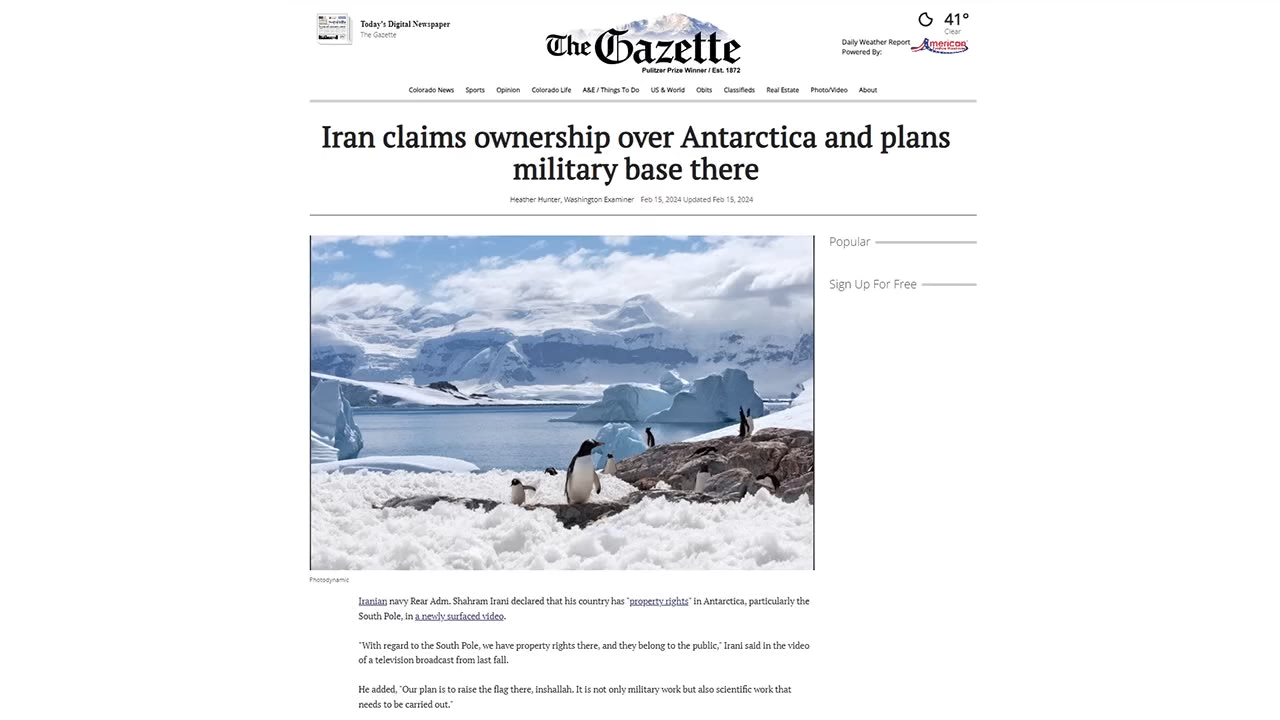 Today's Digital Newspaper
The Gazette
The Gazette
Pulitzer Prize Winner / Est. 1872
41°
Clear
Daily Weather Report
Powered By:
American
Colorado News Sports Opinion Colorado Life A&E / Things To Do US & World Obits Classifieds Real Estate Photo/Video About
Iran claims ownership over Antarctica and plans
military base there
Heather Hunter, Washington Examiner Feb 15, 2024 Updated Feb 15, 2024
Popular
Sign Up For Free
Photodynamic
Iranian navy Rear Adm. Shahram Irani declared that his country has "property rights" in Antarctica, particularly the
South Pole, in a newly surfaced video.
"With regard to the South Pole, we have property rights there, and they belong to the public," Irani said in the video
of a television broadcast from last fall.
He added, "Our plan is to raise the flag there, inshallah. It is not only military work but also scientific work that
needs to be carried out."